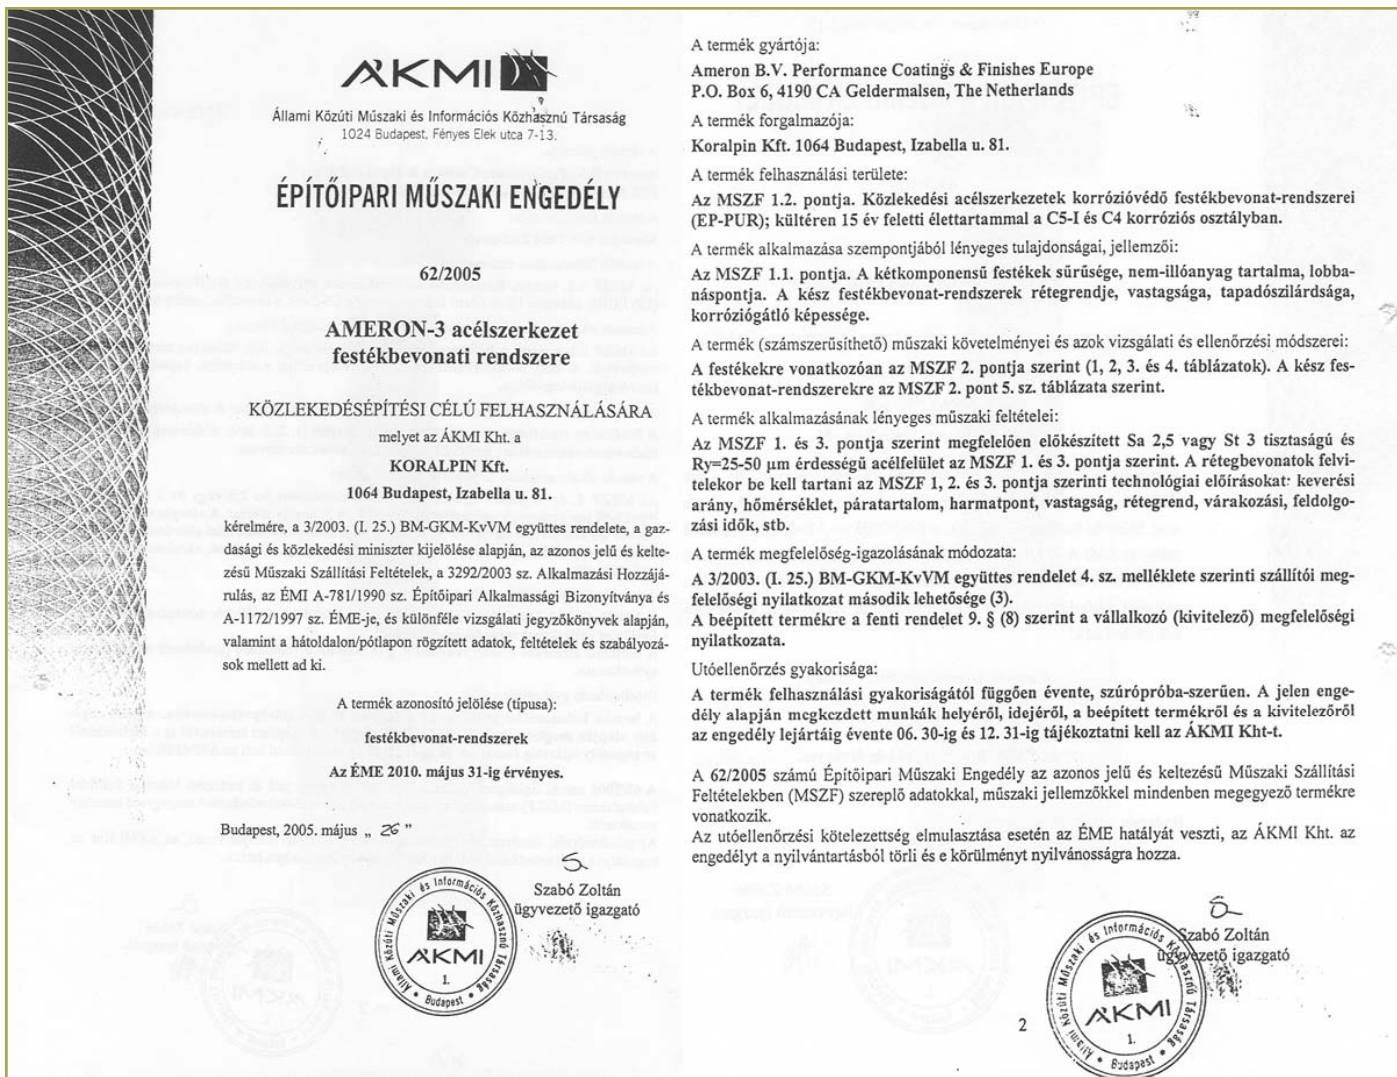 ÁKMI
Állami Közúti Műszaki és Információs Közhasznú Társaság
1024 Budapest, Fényes Elek utca 7-13.
ÉPÍTŐIPARI MŰSZAKI ENGEDÉLY
62/2005
AMERON-3 acélszerkezet
festékbevonati rendszere
KÖZLEKEDÉSÉPÍTÉSI CÉLÚ FELHASZNÁLÁSÁRA
melyet az ÁKMI Kht. a
KORALPIN Kft.
1064 Budapest, Izabella u. 81.
kérelmére, a 3/2003. (I. 25.) BM-GKM-KvVM együttes rendelete, a gaz-
dasági és közlekedési miniszter kijelölése alapján, az azonos jelű és kelte-
zésű Műszaki Szállítási Feltételek, a 3292/2003 sz. Alkalmazási Hozzájá-
rulás, az ÉMI A-781/1990 sz. Építőipari Alkalmassági Bizonyítványa és
A-1172/1997 sz. ÉME-je, és különféle vizsgálati jegyzőkönyvek alapján,
valamint a hátoldalon/pótlapon rögzített adatok, feltételek és szabályozá-
sok mellett ad ki.
A termék azonosító jelölése (típusa):
festékbevonat-rendszerek
Az ÉME 2010. május 31-ig érvényes.
Budapest, 2005. május „ 26 ”
Szabó Zoltán
ügyvezető igazgató
Állami Közúti Műszaki és Információs Közhasznú Társaság
ÁKMI
1.
Budapest
A termék gyártója:
Ameron B.V. Performance Coatings & Finishes Europe
P.O. Box 6, 4190 CA Geldermalsen, The Netherlands
A termék forgalmazója:
Koralpin Kft. 1064 Budapest, Izabella u. 81.
A termék felhasználási területe:
Az MSZF 1.2. pontja. Közlekedési acélszerkezetek korrózióvédő festékbevonat-rendszerei
(EP-PUR); kültéren 15 év feletti élettartammal a C5-I és C4 korróziós osztályban.
A termék alkalmazása szempontjából lényeges tulajdonságai, jellemzői:
Az MSZF 1.1. pontja. A kétkomponensű festékek sűrűsége, nem-illóanyag tartalma, lobba-
náspontja. A kész festékbevonat-rendszerek rétegrendje, vastagsága, tapadószilárdsága,
korróziógátló képessége.
A termék (számszerűsíthető) műszaki követelményei és azok vizsgálati és ellenőrzési módszerei:
A festékekre vonatkozóan az MSZF 2. pontja szerint (1, 2, 3. és 4. táblázatok). A kész fes-
tékbevonat-rendszerekre az MSZF 2. pont 5. sz. táblázata szerint.
A termék alkalmazásának lényeges műszaki feltételei:
Az MSZF 1. és 3. pontja szerint megfelelően előkészített Sa 2,5 vagy St 3 tisztaságú és
Ry=25-50 µm érdességű acélfelület az MSZF 1. és 3. pontja szerint. A rétegbevonatok felvi-
telekor be kell tartani az MSZF 1, 2. és 3. pontja szerinti technológiai előírásokat: keverési
arány, hőmérséklet, páratartalom, harmatpont, vastagság, rétegrend, várakozási, feldolgo-
zási idők, stb.
A termék megfelelőség-igazolásának módozata:
A 3/2003. (I. 25.) BM-GKM-KvVM együttes rendelet 4. sz. melléklete szerinti szállítói meg-
felelőségi nyilatkozat második lehetősége (3).
A beépített termékre a fenti rendelet 9. § (8) szerint a vállalkozó (kivitelező) megfelelőségi
nyilatkozata.
Utóellenőrzés gyakorisága:
A termék felhasználási gyakoriságától függően évente, szúrópróba-szerűen. A jelen enge-
dély alapján megkezdett munkák helyéről, idejéről, a beépített termékről és a kivitelezőről
az engedély lejártáig évente 06. 30-ig és 12. 31-ig tájékoztatni kell az ÁKMI Kht-t.
A 62/2005 számú Építőipari Műszaki Engedély az azonos jelű és keltezésű Műszaki Szállítási
Feltételekben (MSZF) szereplő adatokkal, műszaki jellemzőkkel mindenben megegyező termékre
vonatkozik.
Az utóellenőrzési kötelezettség elmulasztása esetén az ÉME hatályát veszti, az ÁKMI Kht. az
engedélyt a nyilvántartásból törli és e körülményt nyilvánosságra hozza.
Szabó Zoltán
ügyvezető igazgató
Állami Közúti Műszaki és Információs Közhasznú Társaság
ÁKMI
1.
Budapest
2